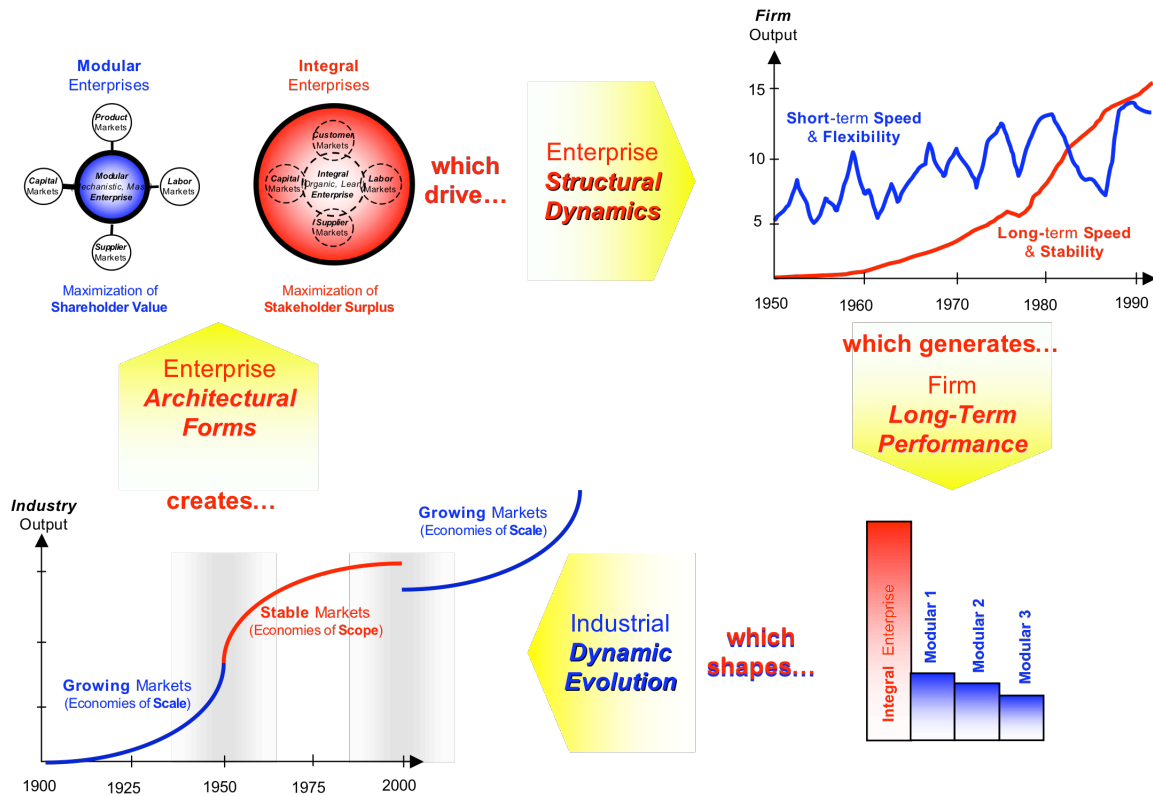 Modular
Enterprises
Product
Markets
Capital
Markets
Modular
Mechanistic, Mass
Enterprise
Labor
Markets
Supplier
Markets
Maximization of
Shareholder Value
Integral
Enterprises
Customer
Markets
Capital
Markets
Integral
Organic, Lean
Enterprise
Labor
Markets
Supplier
Markets
Maximization of
Stakeholder Surplus
which
drive…
Enterprise
Structural
Dynamics
Firm
Output
15
10
5
Short-term Speed
& Flexibility
Long-term Speed
& Stability
1950
1960
1970
1980
1990
which generates…
Firm
Long-Term
Performance
Integral Enterprise
Modular 1
Modular 2
Modular 3
which
shapes…
Industrial
Dynamic
Evolution
Industry
Output
Growing Markets
(Economies of Scale)
Stable Markets
(Economies of Scope)
Growing Markets
(Economies of Scale)
1900
1925
1950
1975
2000
creates…
Enterprise
Architectural
Forms